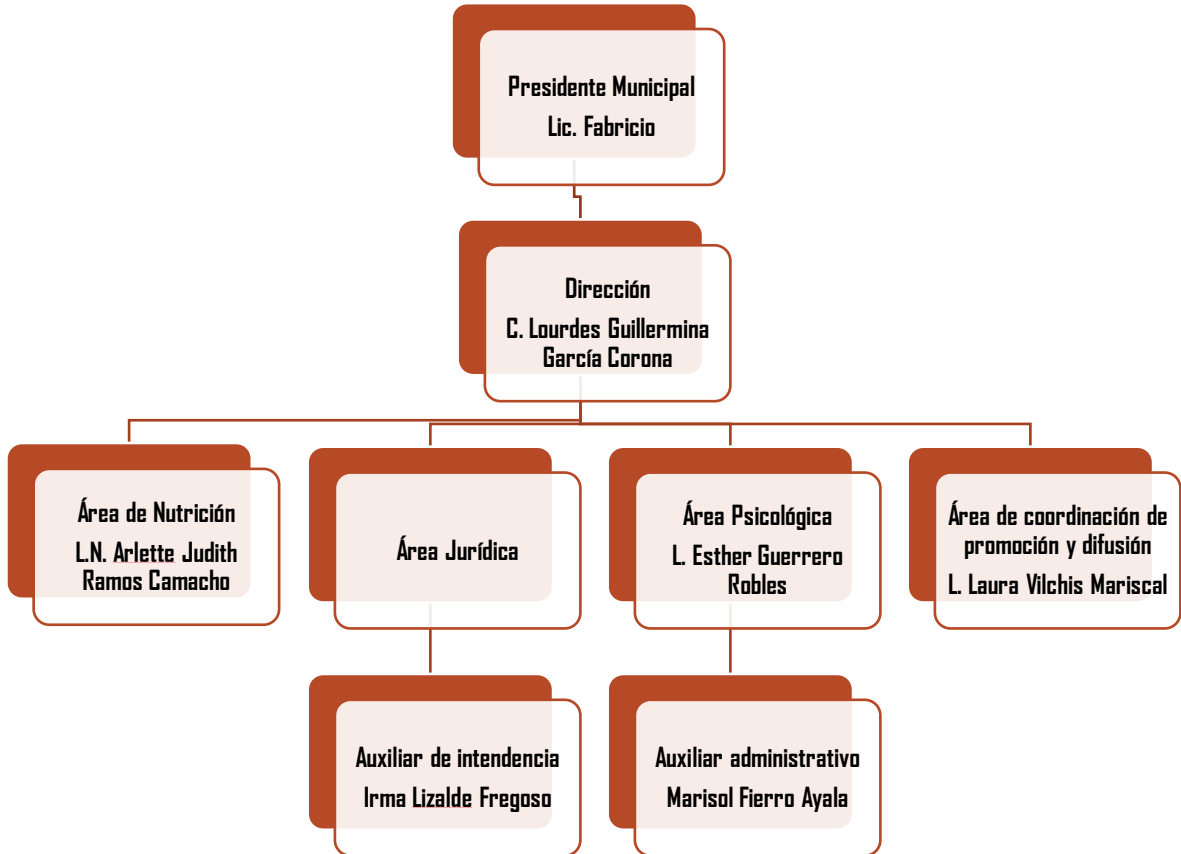 Presidente Municipal
Lic. Fabricio
Dirección
C. Lourdes Guillermina
García Corona
Área de Nutrición
L.N. Arlette Judith
Ramos Camacho
Área Jurídica
Área Psicológica
L. Esther Guerrero
Robles
Área de coordinación de
promoción y difusión
L. Laura Vilchis Mariscal
Auxiliar de intendencia
Irma Lizalde Fregoso
Auxiliar administrativo
Marisol Fierro Ayala